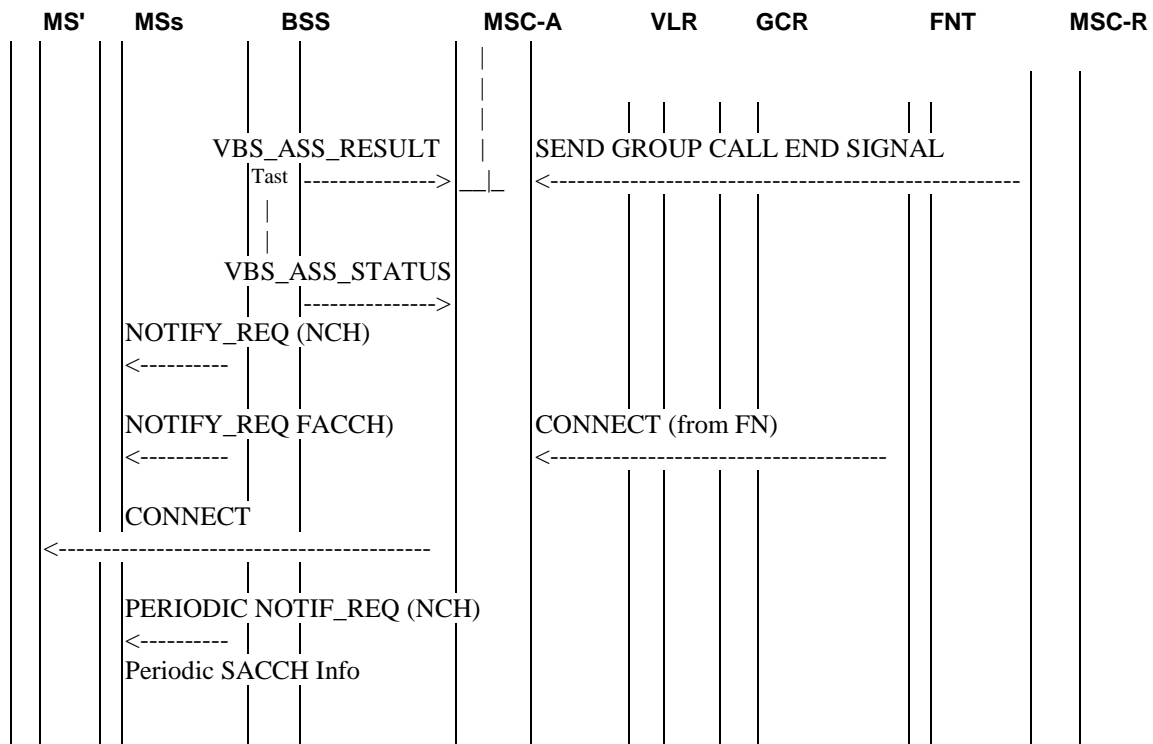 MS' MSs BSS MSC-A VLR GCR FNT MSC-R
VBS_ASS_RESULT SEND GROUP CALL END SIGNAL
Tast
VBS_ASS_STATUS
NOTIFY_REQ (NCH)
NOTIFY_REQ FACCH) CONNECT (from FN)
CONNECT
PERIODIC NOTIF_REQ (NCH)
Periodic SACCH Info